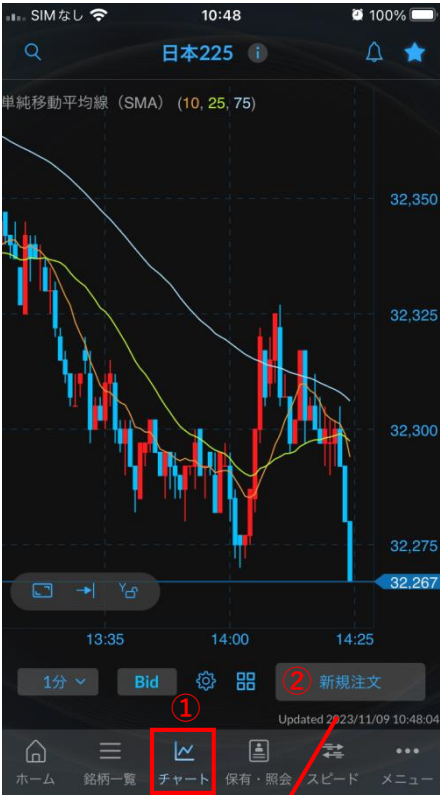 SIMなし 10:48 100%
日本225
単純移動平均線（SMA） (10, 25, 75)
32,350
32,325
32,300
32,275
32,267
13:35 14:00 14:25
1分 Bid ② 新規注文
①
Updated 2023/11/09 10:48:04
ホーム 銘柄一覧 チャート 保有・照会 スピード メニュー